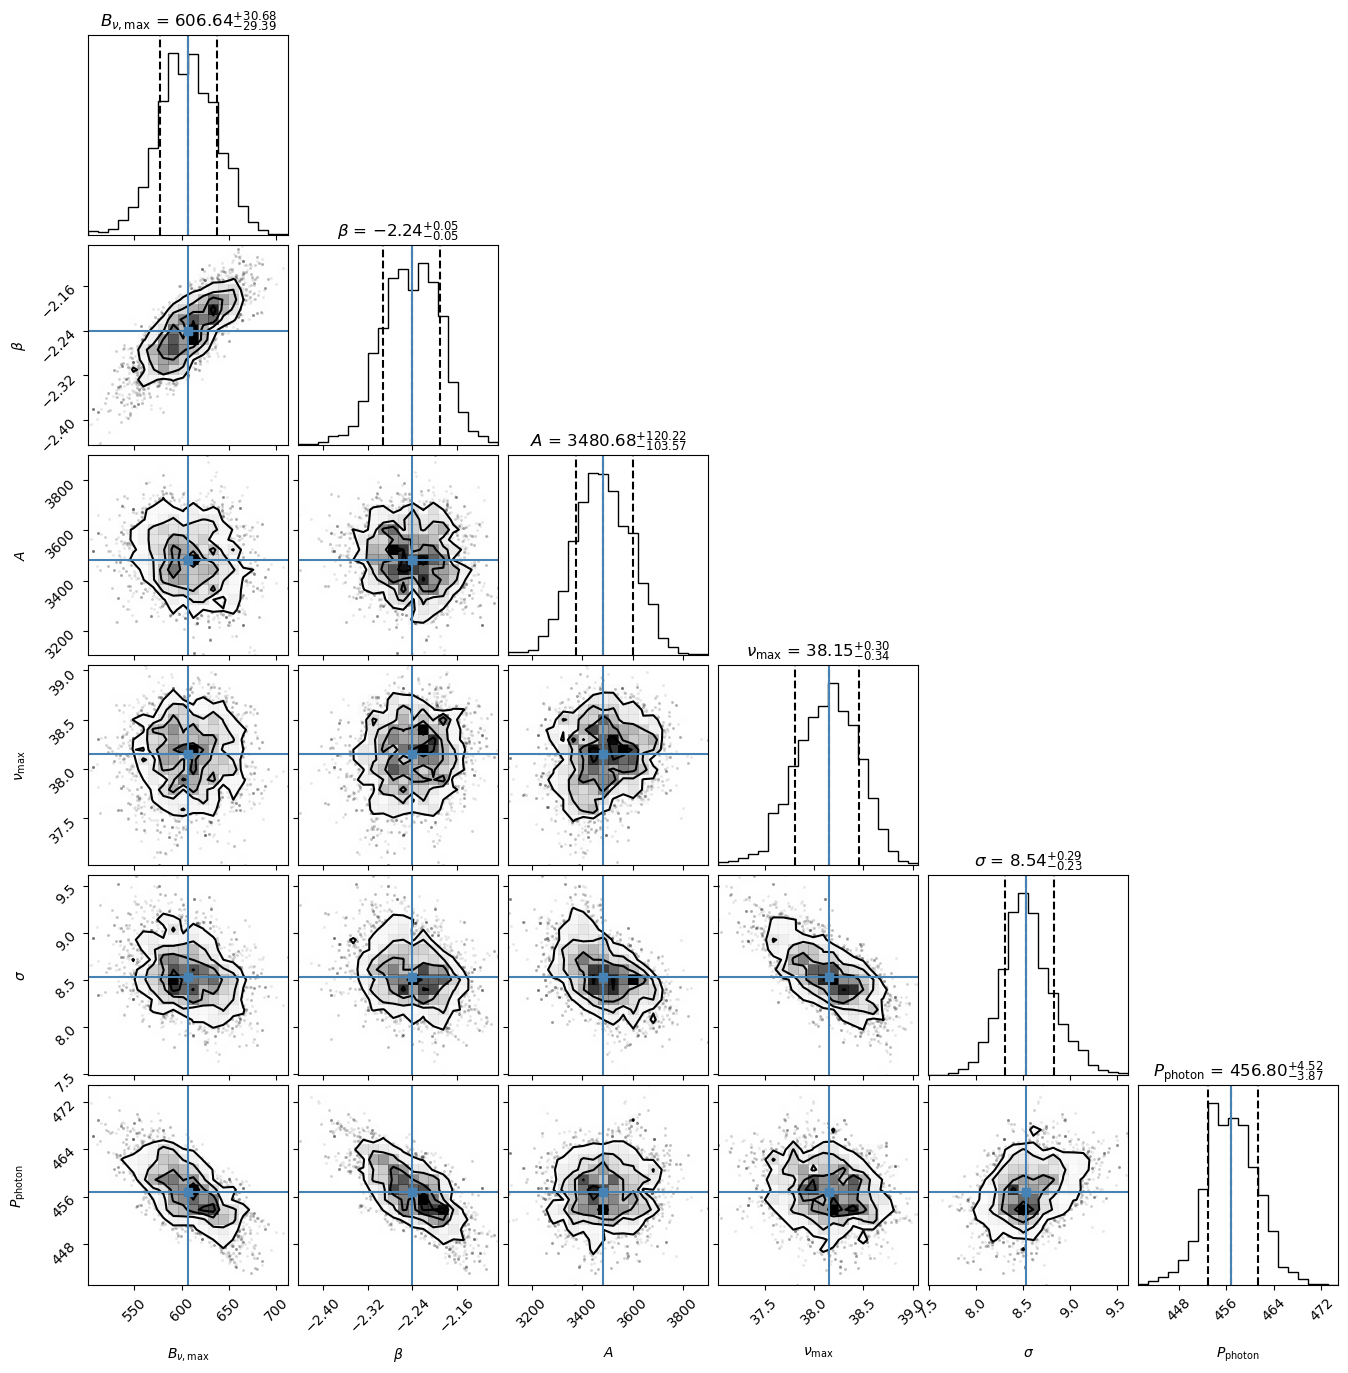 B_ν,max = 606.64 +30.68 −29.39
β = −2.24 +0.05 −0.05
−2.16
−2.24
−2.32
−2.40
β
A = 3480.68 +120.22 −103.57
3800
3600
3400
3200
A
ν_max = 38.15 +0.30 −0.34
39.0
38.5
38.0
37.5
ν_max
σ = 8.54 +0.29 −0.23
9.5
9.0
8.5
8.0
7.5
σ
P_photon = 456.80 +4.52 −3.87
472
464
456
448
P_photon
550 600 650 700
−2.40 −2.32 −2.24 −2.16
3200 3400 3600 3800
37.5 38.0 38.5 39.0
7.5 8.0 8.5 9.0 9.5
448 456 464 472
B_ν,max β A ν_max σ P_photon